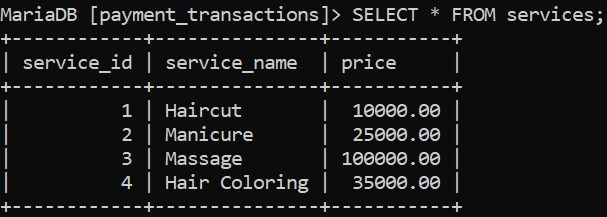 MariaDB [payment_transactions]> SELECT * FROM services;
+------------+---------------+-----------+
| service_id | service_name  | price     |
+------------+---------------+-----------+
|          1 | Haircut       |  10000.00 |
|          2 | Manicure      |  25000.00 |
|          3 | Massage       | 100000.00 |
|          4 | Hair Coloring |  35000.00 |
+------------+---------------+-----------+